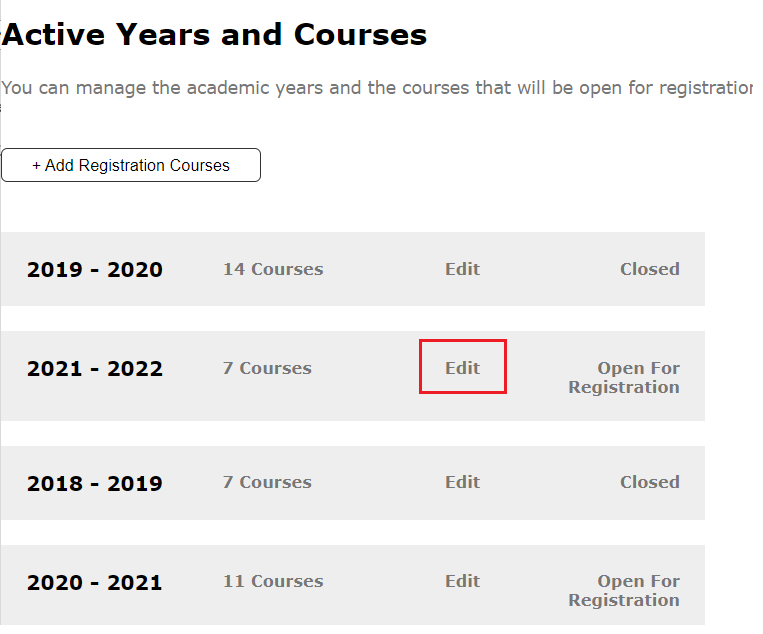 Active Years and Courses
You can manage the academic years and the courses that will be open for registration
+ Add Registration Courses
2019 - 2020 14 Courses Edit Closed
2021 - 2022 7 Courses Edit Open For
Registration
2018 - 2019 7 Courses Edit Closed
2020 - 2021 11 Courses Edit Open For
Registration